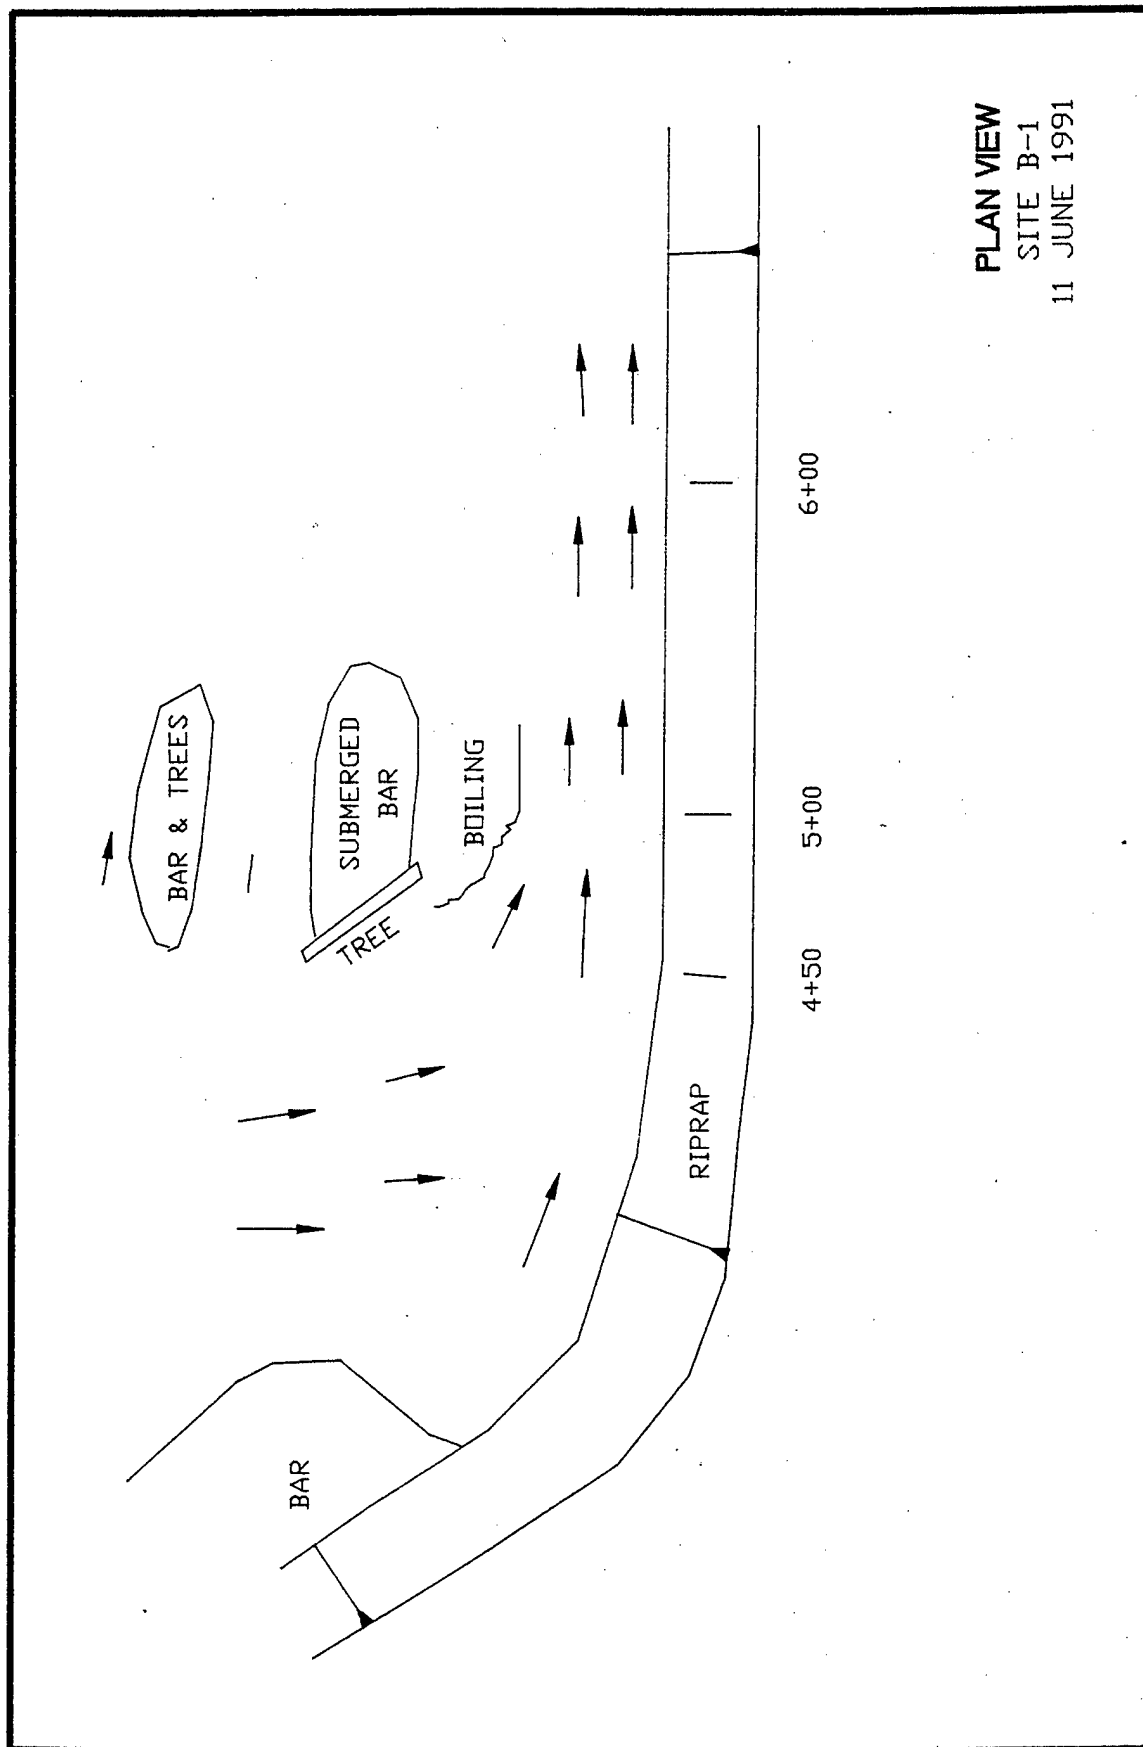 BAR & TREES
SUBMERGED
BAR
TREE
BOILING
BAR
RIPRAP
4+50
5+00
6+00
PLAN VIEW
SITE B-1
11 JUNE 1991